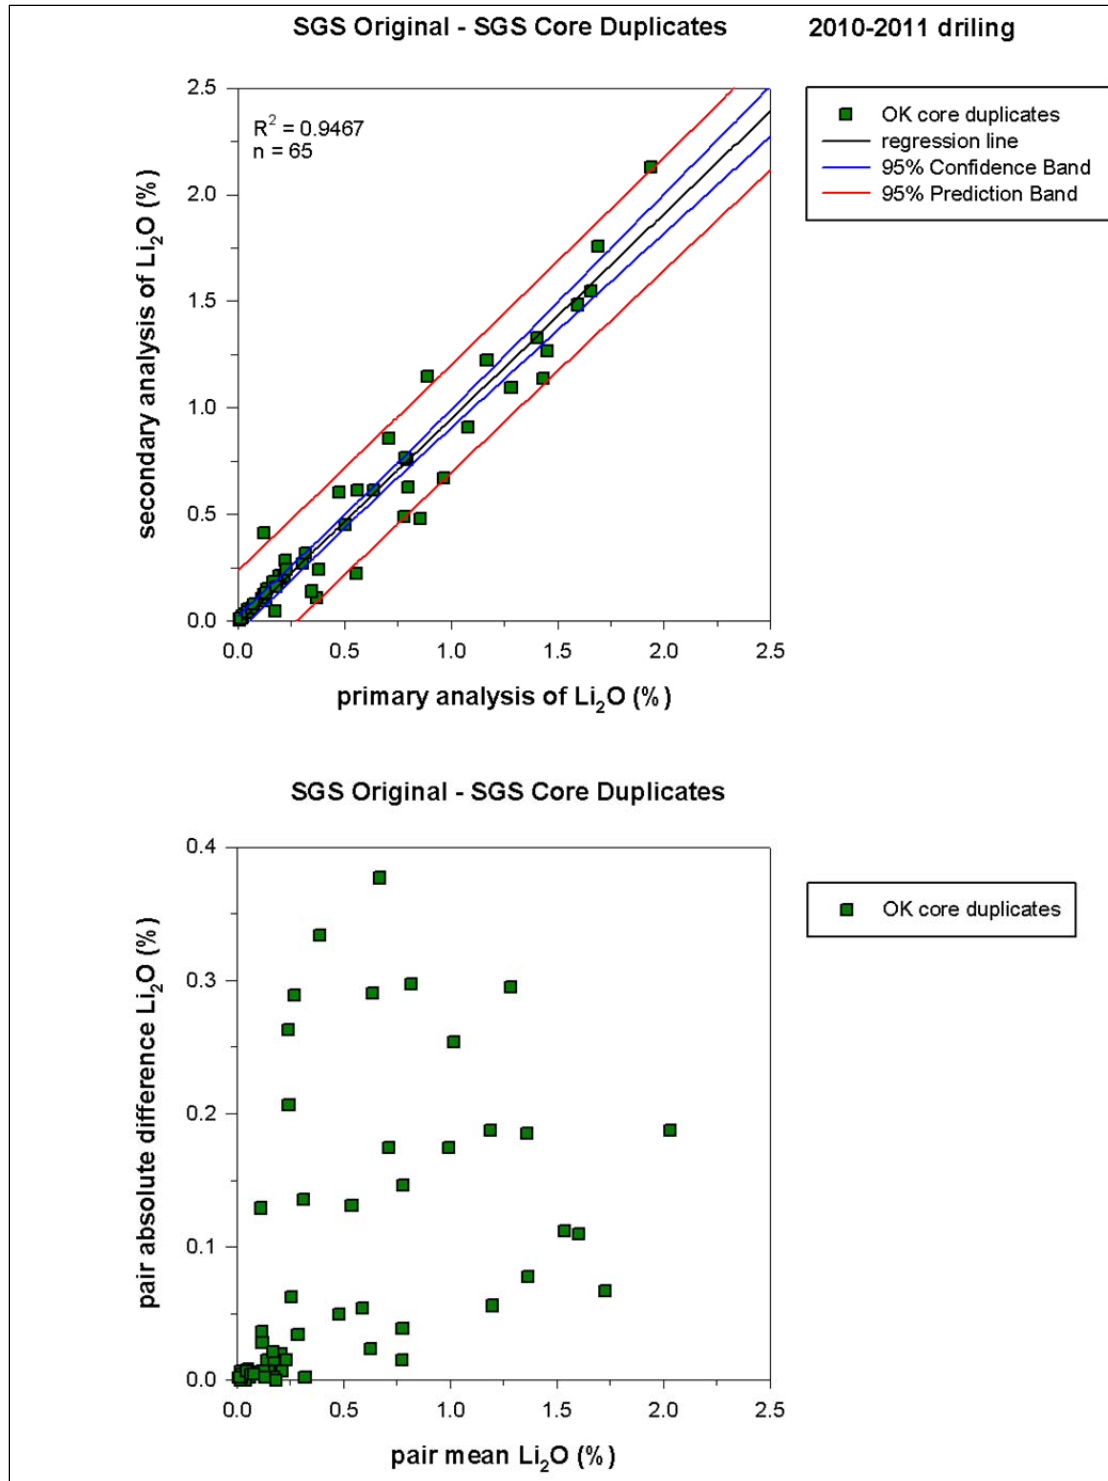 SGS Original - SGS Core Duplicates
2010-2011 driling
R² = 0.9467
n = 65
OK core duplicates
regression line
95% Confidence Band
95% Prediction Band
2.5
2.0
1.5
1.0
0.5
0.0
secondary analysis of Li₂O (%)
0.0 0.5 1.0 1.5 2.0 2.5
primary analysis of Li₂O (%)
SGS Original - SGS Core Duplicates
OK core duplicates
0.4
0.3
0.2
0.1
0.0
pair absolute difference Li₂O (%)
0.0 0.5 1.0 1.5 2.0 2.5
pair mean Li₂O (%)